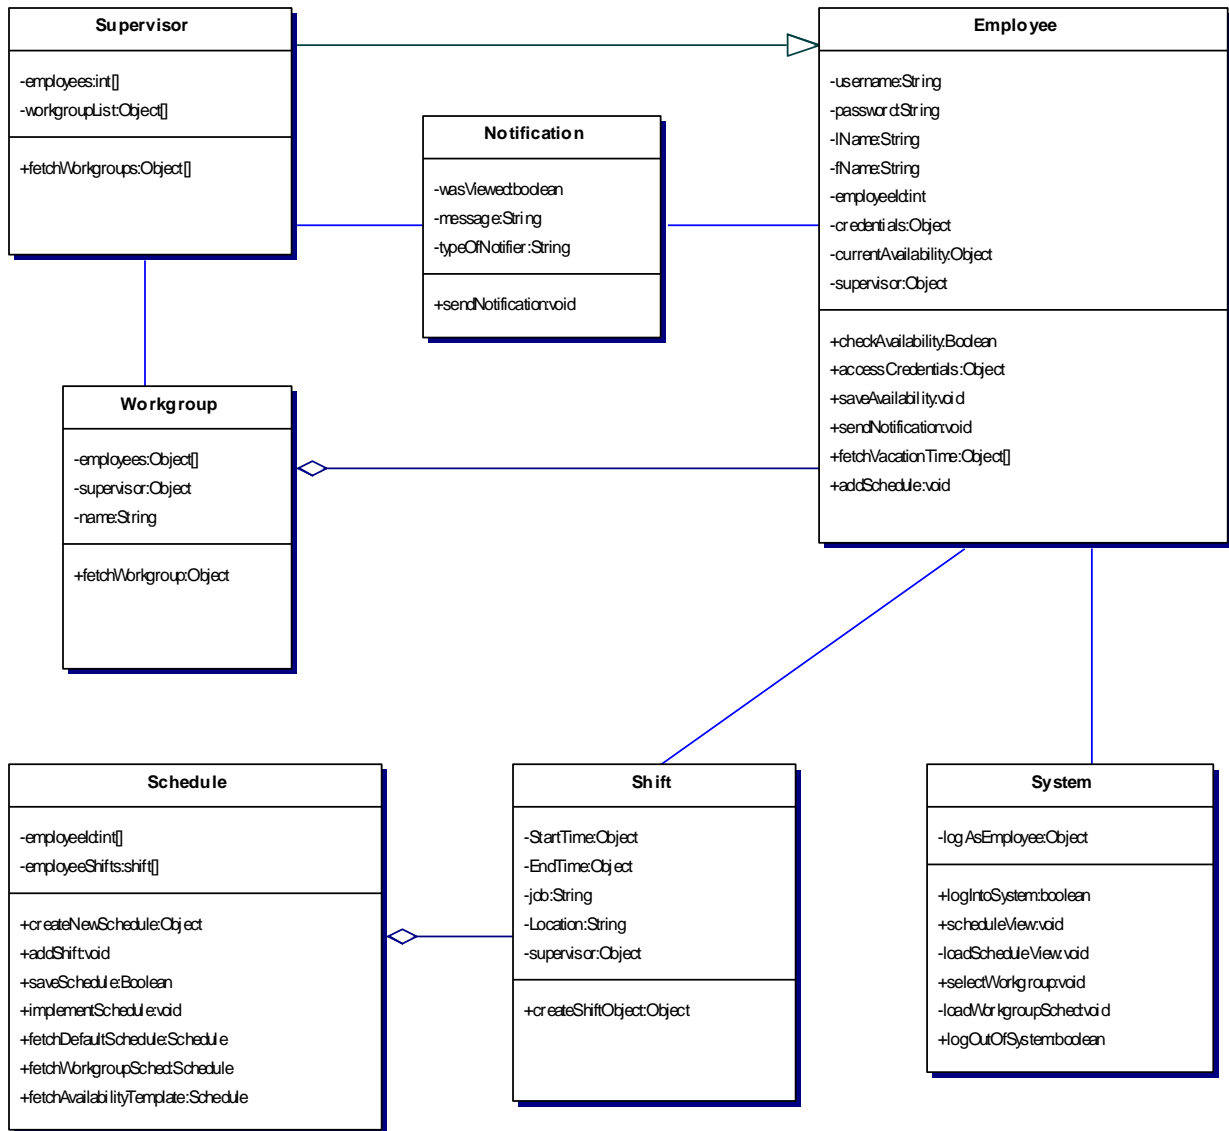 Supervisor
-employees:int[]
-workgroupList:Object[]
+fetchWorkgroups:Object[]
Employee
-username:String
-password:String
-lName:String
-fName:String
-employeeId:int
-credentials:Object
-currentAvailability:Object
-supervisor:Object
+checkAvailability:Boolean
+accessCredentials:Object
+saveAvailability:void
+sendNotification:void
+fetchVacationTime:Object[]
+addSchedule:void
Notification
-wasViewed:boolean
-message:String
-typeOfNotifier:String
+sendNotification:void
Workgroup
-employees:Object[]
-supervisor:Object
-name:String
+fetchWorkgroup:Object
Schedule
-employeeId:int[]
-employeeShifts:shift[]
+createNewSchedule:Object
+addShift:void
+saveSchedule:Boolean
+implementSchedule:void
+fetchDefaultSchedule:Schedule
+fetchWorkgroupSched:Schedule
+fetchAvailabilityTemplate:Schedule
Shift
-StartTime:Object
-EndTime:Object
-job:String
-Location:String
-supervisor:Object
+createShiftObject:Object
System
-logAsEmployee:Object
+logIntoSystem:boolean
+scheduleView:void
-loadScheduleView:void
+selectWorkgroup:void
-loadWorkgroupSched:void
+logOutOfSystem:boolean